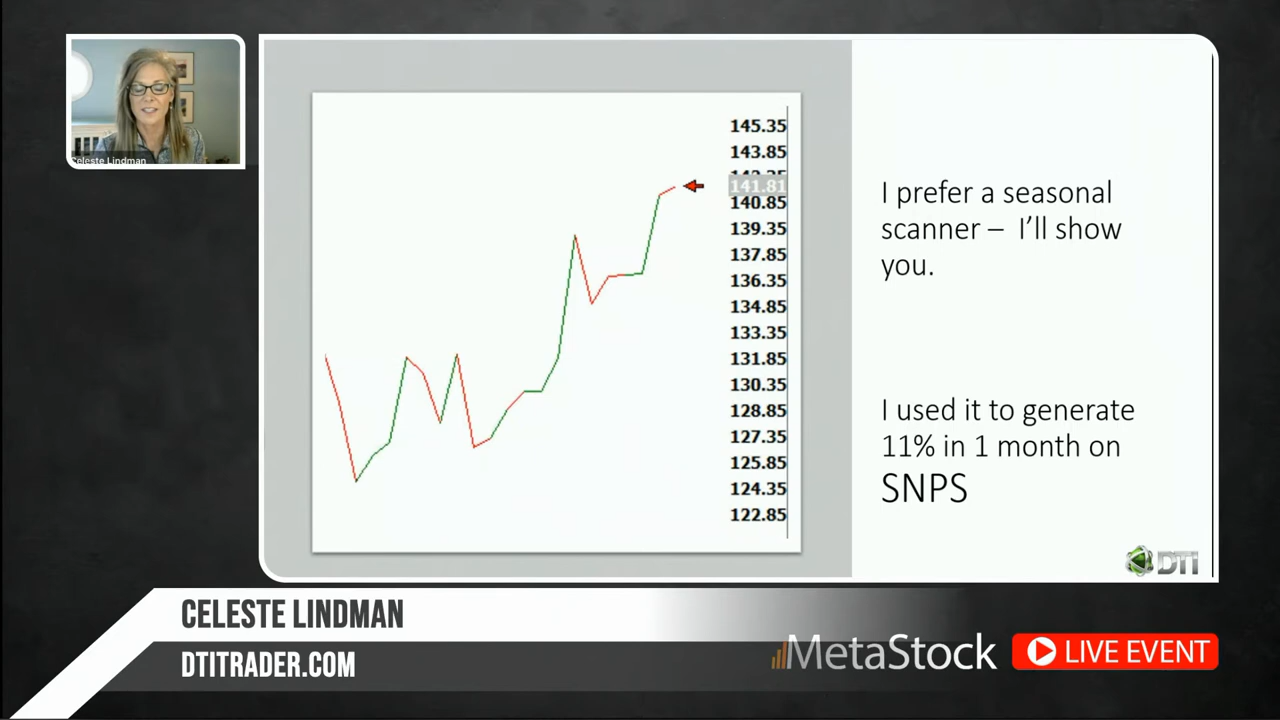 Celeste Lindman
145.35
143.85
141.81
140.85
139.35
137.85
136.35
134.85
133.35
131.85
130.35
128.85
127.35
125.85
124.35
122.85
I prefer a seasonal
scanner – I'll show
you.
I used it to generate
11% in 1 month on
SNPS
DTI
CELESTE LINDMAN
DTITRADER.COM
MetaStock
LIVE EVENT